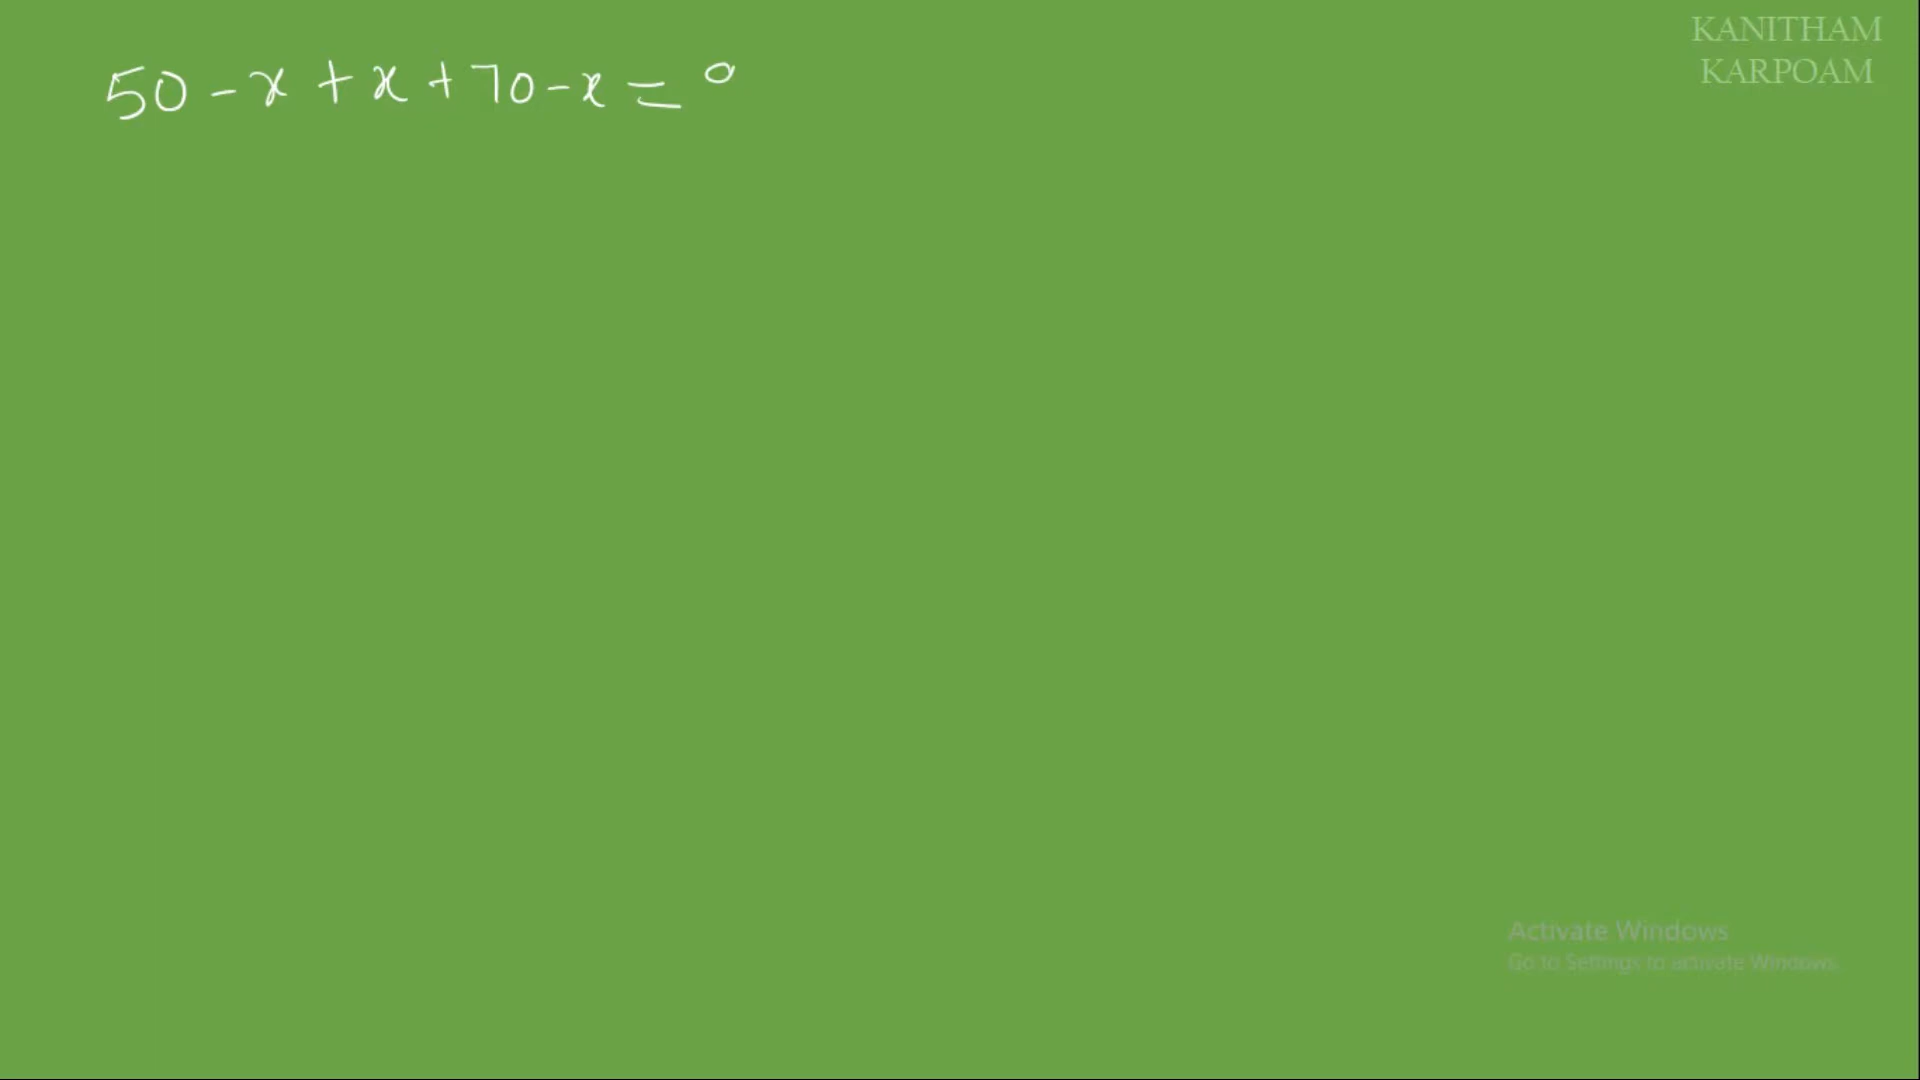 50 - x + x + 70 - x = 0
KANITHAM
KARPOAM
Activate Windows
Go to Settings to activate Windows.